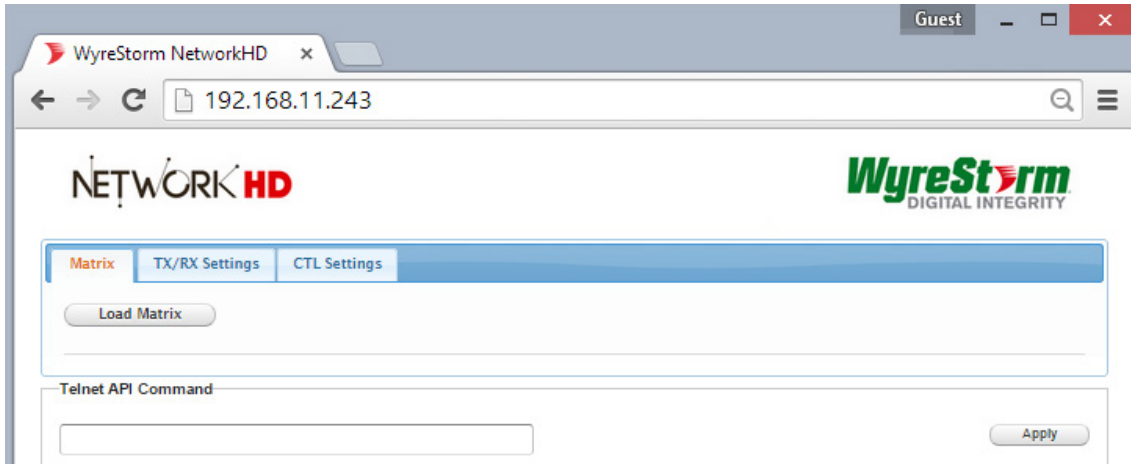 Guest
WyreStorm NetworkHD
192.168.11.243
NETWORK HD
WyreStorm
DIGITAL INTEGRITY
Matrix TX/RX Settings CTL Settings
Load Matrix
Telnet API Command
Apply